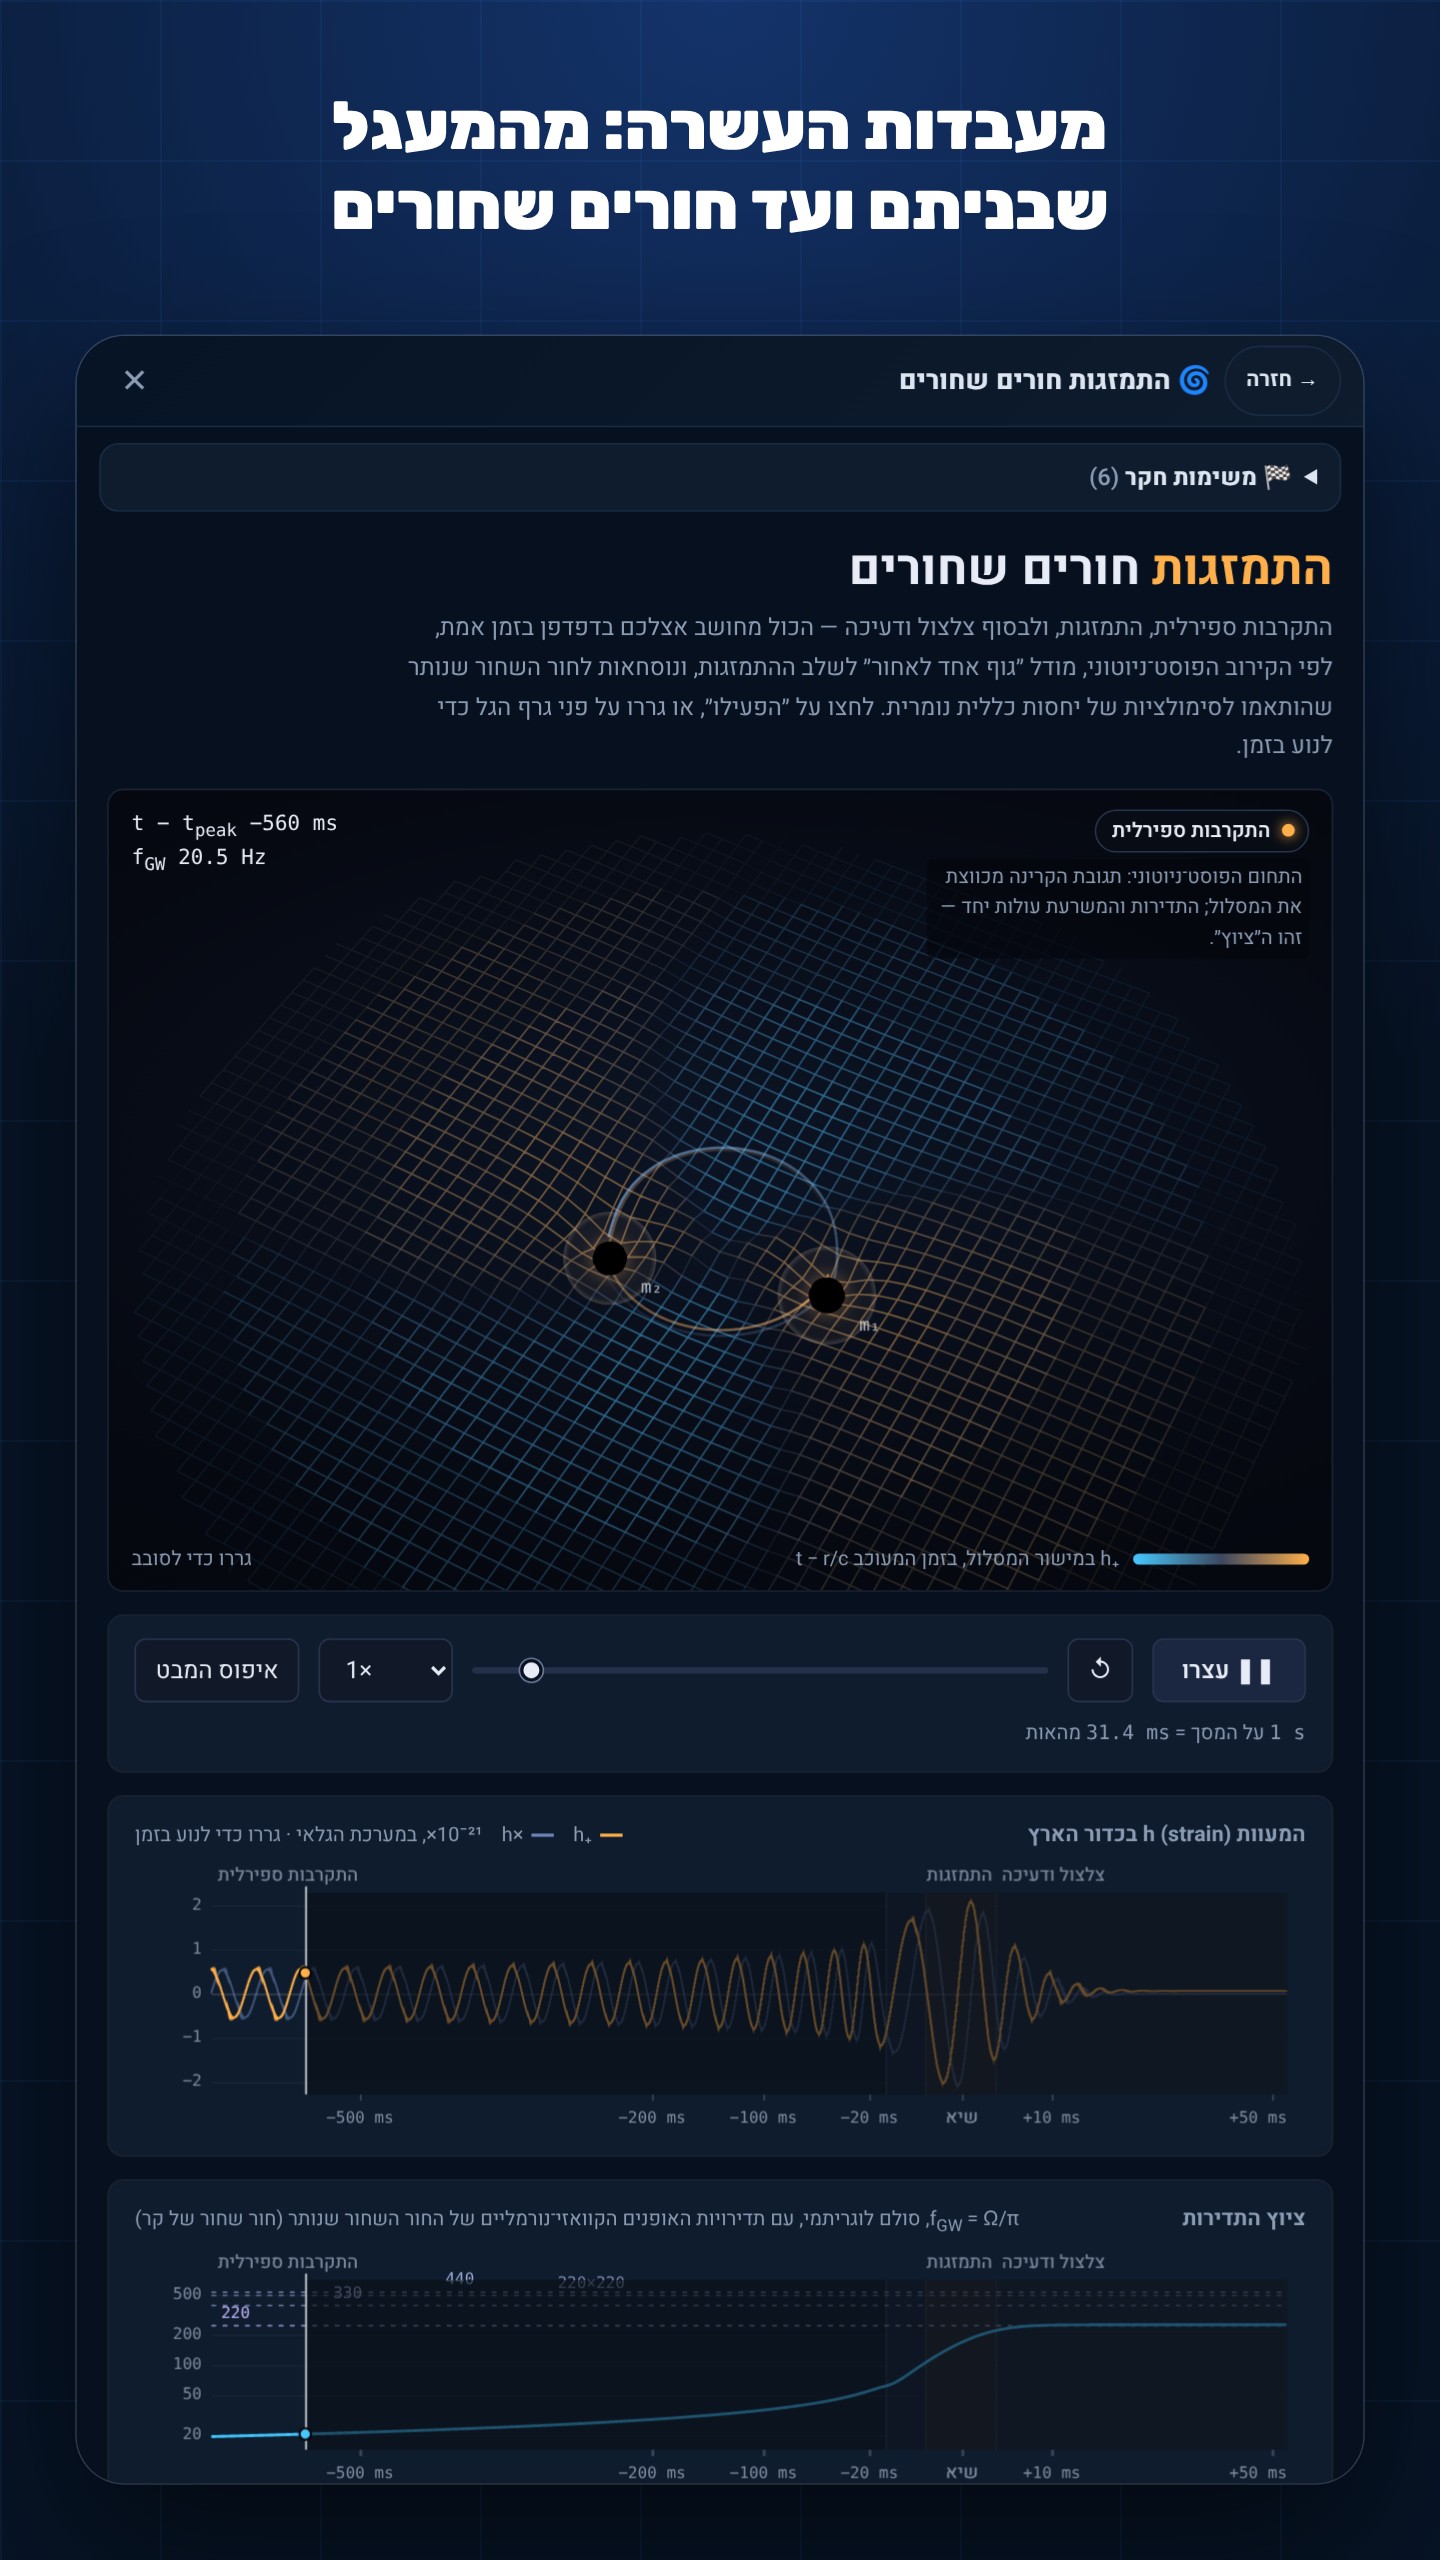 מעבדות העשרה: מהמעגל
שבניתם ועד חורים שחורים
→ חזרה
🌀 התמזגות חורים שחורים
✕
◀ 🏁 משימות חקר (6)
התמזגות חורים שחורים
התקרבות ספירלית, התמזגות, ולבסוף צלצול ודעיכה — הכול מחושב אצלכם בדפדפן בזמן אמת,
לפי הקירוב הפוסט־ניוטוני, מודל "גוף אחד לאחור" לשלב ההתמזגות, ונוסחאות לחור השחור שנותר
שהותאמו לסימולציות של יחסות כללית נומרית. לחצו על "הפעילו", או גררו על פני גרף הגל כדי
לנוע בזמן.
התקרבות ספירלית
t − tpeak −560 ms
fGW 20.5 Hz
התחום הפוסט־ניוטוני: תגובת הקרינה מכווצת
את המסלול; התדירות והמשרעת עולות יחד —
זהו ה"ציוץ".
m₂
m₁
h₊ במישור המסלול, בזמן המעוכב t − r/c
גררו כדי לסובב
❚❚ עצרו
↺
1×
איפוס המבט
1 s על המסך = 31.4 ms מהאות
המעוות h (strain) בכדור הארץ
h₊ h× ×10⁻²¹, במערכת הגלאי · גררו כדי לנוע בזמן
התקרבות ספירלית
התמזגות
צלצול ודעיכה
2
1
0
−1
−2
−500 ms
−200 ms
−100 ms
−20 ms
שיא
+10 ms
+50 ms
ציוץ התדירות
fGW = Ω/π, סולם לוגריתמי, עם תדירויות האופנים הקוואזי־נורמליים של החור השחור שנותר (חור שחור של קר)
התקרבות ספירלית
התמזגות
צלצול ודעיכה
500
200
100
50
20
220
330
440
220×220
−500 ms
−200 ms
−100 ms
−20 ms
שיא
+10 ms
+50 ms